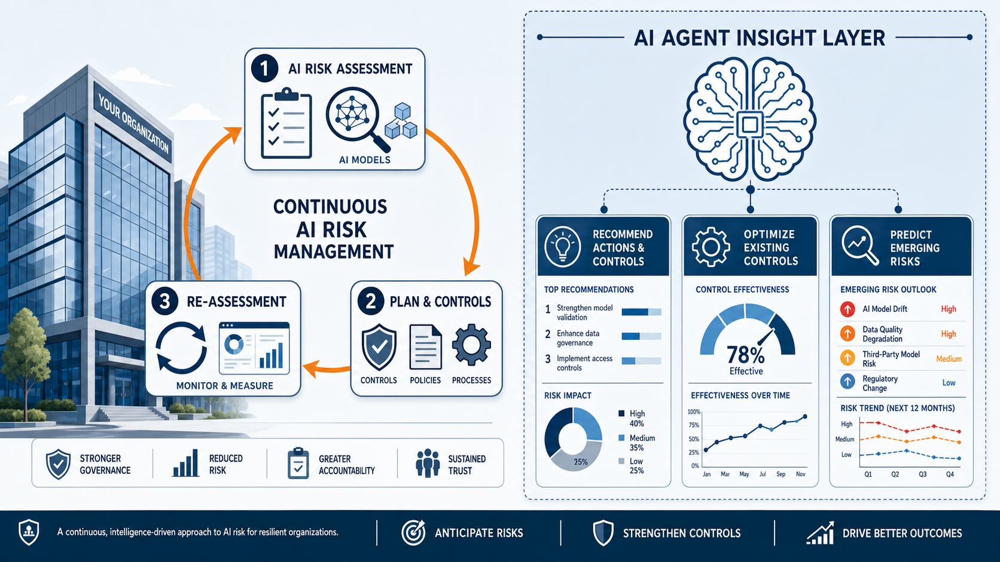 YOUR ORGANIZATION
1
AI RISK ASSESSMENT
AI MODELS
CONTINUOUS
AI RISK
MANAGEMENT
3
RE-ASSESSMENT
MONITOR & MEASURE
2
PLAN & CONTROLS
CONTROLS
POLICIES
PROCESSES
STRONGER
GOVERNANCE
REDUCED
RISK
GREATER
ACCOUNTABILITY
SUSTAINED
TRUST
AI AGENT INSIGHT LAYER
RECOMMEND
ACTIONS &
CONTROLS
TOP RECOMMENDATIONS
1 Strengthen model
validation
2 Enhance data
governance
3 Implement access
controls
RISK IMPACT
25%
High
40%
Medium
35%
Low
25%
OPTIMIZE
EXISTING
CONTROLS
CONTROL EFFECTIVENESS
78%
Effective
EFFECTIVENESS OVER TIME
100%
75%
50%
25%
0%
Jan Mar May Jul Sep Nov
PREDICT
EMERGING
RISKS
EMERGING RISK OUTLOOK
AI Model Drift High
Data Quality
Degradation High
Third-Party Model
Risk Medium
Regulatory
Change Low
RISK TREND (NEXT 12 MONTHS)
High
Medium
Low
Q1 Q2 Q3 Q4
A continuous, intelligence-driven approach to AI risk for resilient organizations.
ANTICIPATE RISKS
STRENGTHEN CONTROLS
DRIVE BETTER OUTCOMES